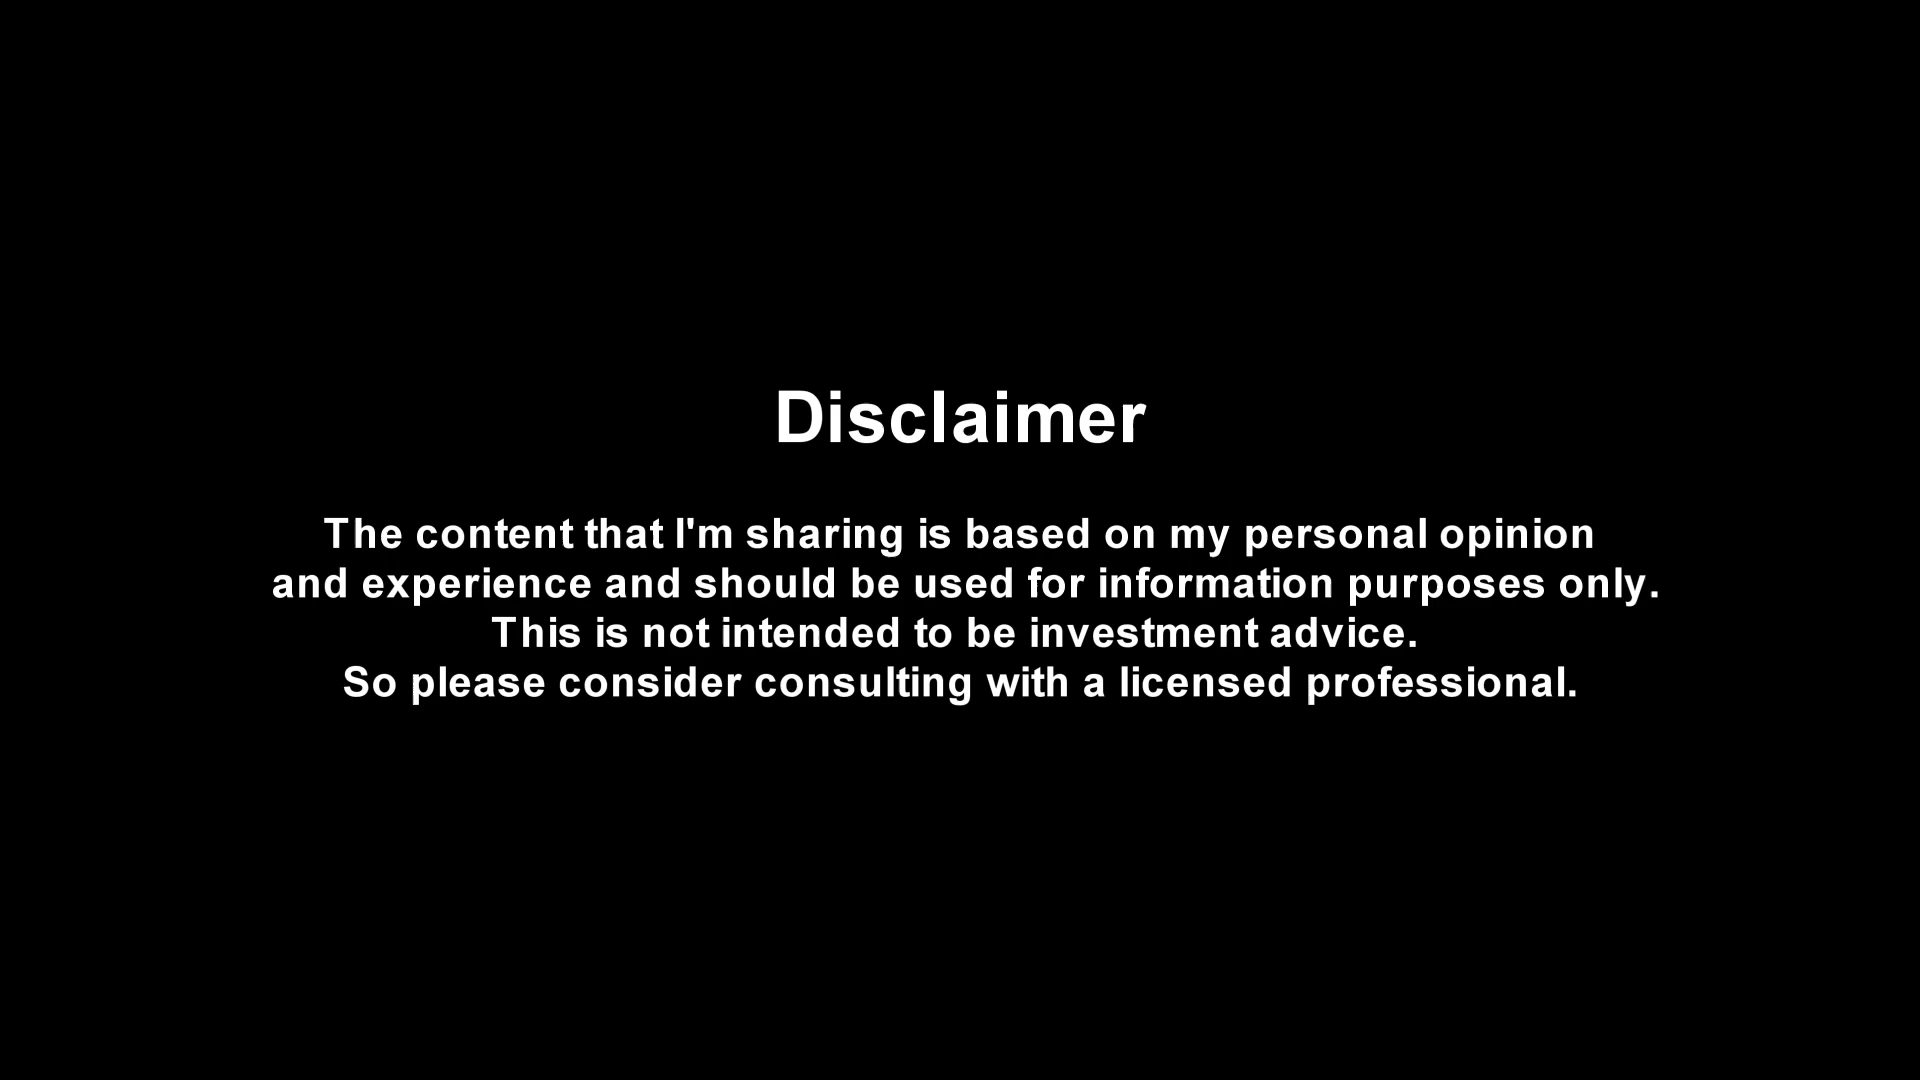 Disclaimer
The content that I'm sharing is based on my personal opinion
and experience and should be used for information purposes only.
This is not intended to be investment advice.
So please consider consulting with a licensed professional.